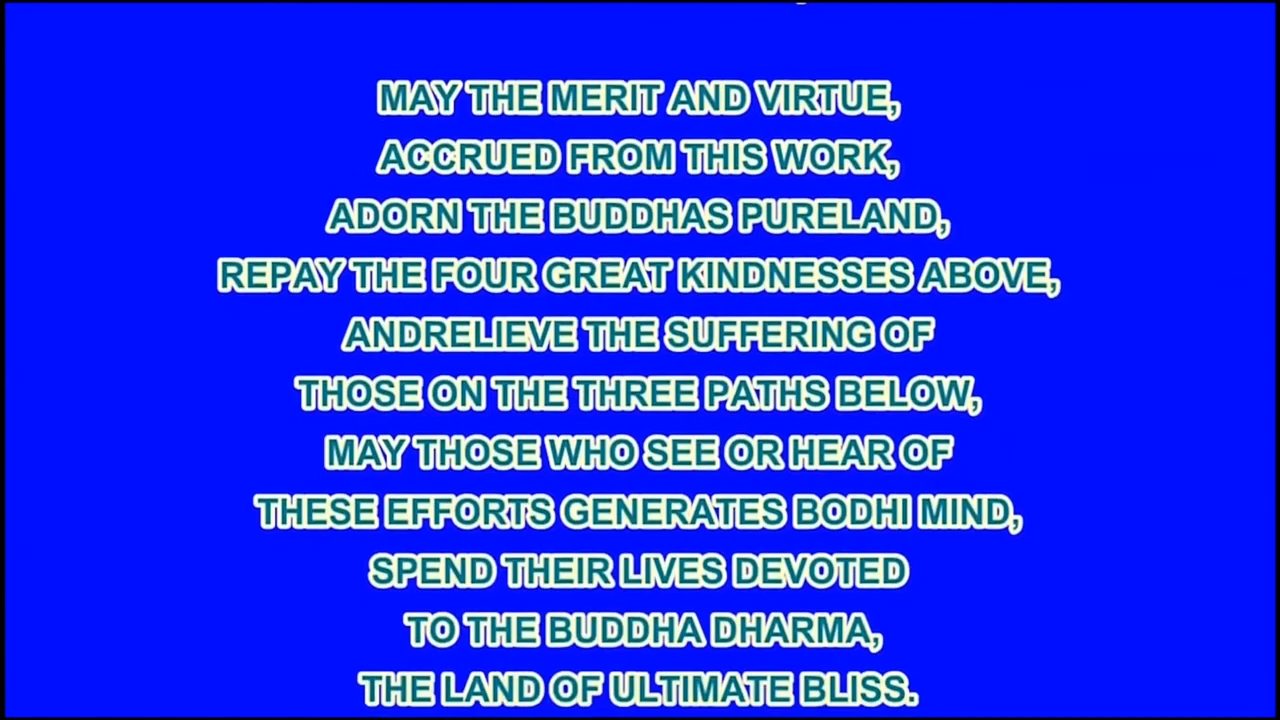 MAY THE MERIT AND VIRTUE,
ACCRUED FROM THIS WORK,
ADORN THE BUDDHAS PURELAND,
REPAY THE FOUR GREAT KINDNESSES ABOVE,
ANDRELIEVE THE SUFFERING OF
THOSE ON THE THREE PATHS BELOW,
MAY THOSE WHO SEE OR HEAR OF
THESE EFFORTS GENERATES BODHI MIND,
SPEND THEIR LIVES DEVOTED
TO THE BUDDHA DHARMA,
THE LAND OF ULTIMATE BLISS.